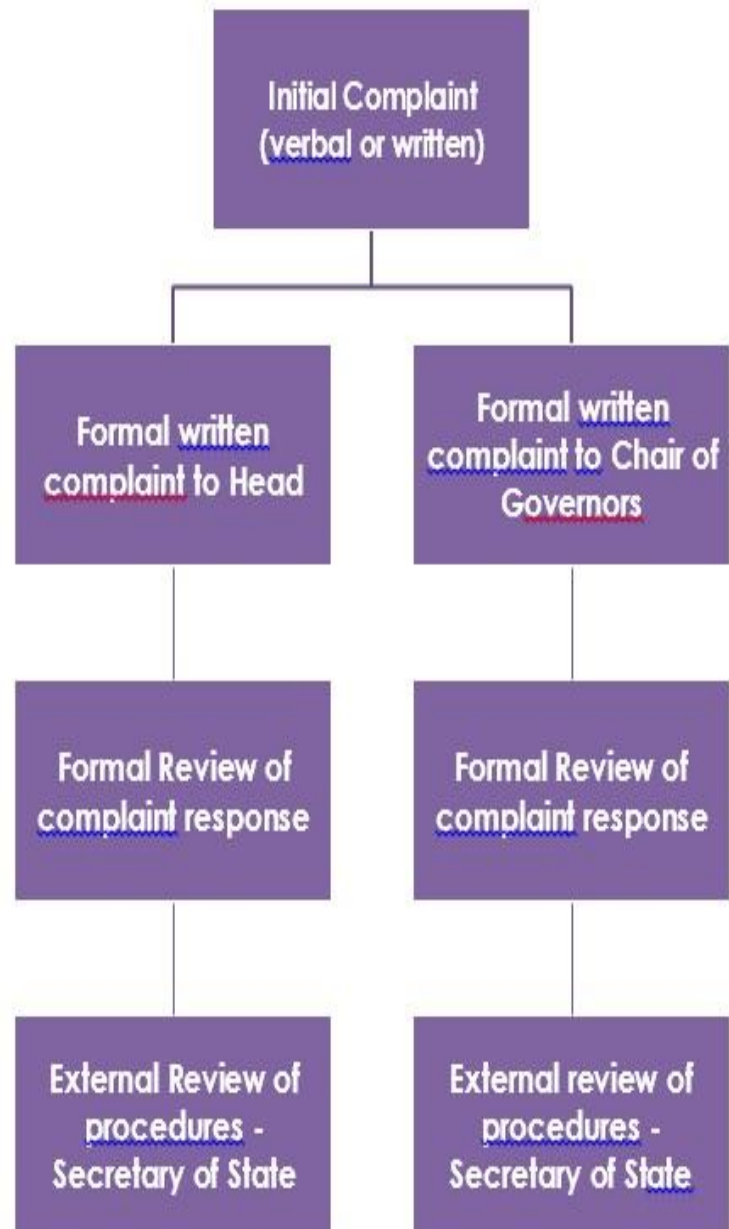 Initial Complaint
(verbal or written)
Formal written
complaint to Head
Formal written
complaint to Chair of
Governors
Formal Review of
complaint response
Formal Review of
complaint response
External Review of
procedures -
Secretary of State
External review of
procedures -
Secretary of State